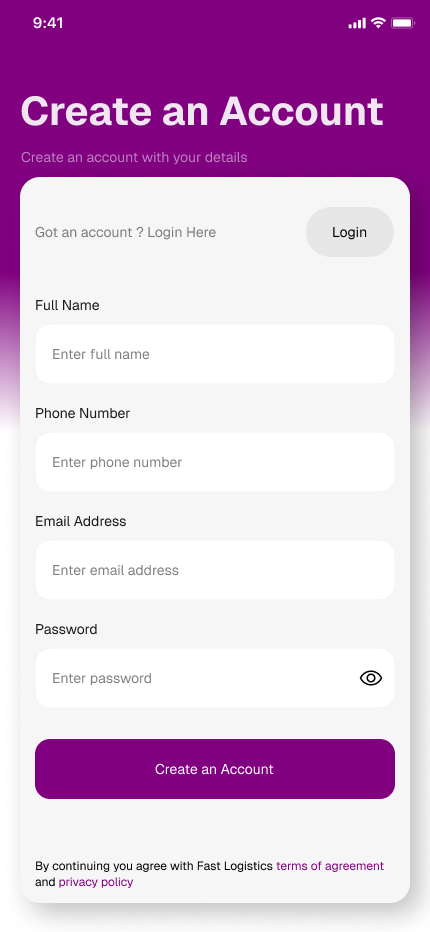 9:41
Create an Account
Create an account with your details
Got an account ? Login Here
Login
Full Name
Enter full name
Phone Number
Enter phone number
Email Address
Enter email address
Password
Enter password
Create an Account
By continuing you agree with Fast Logistics terms of agreement
and privacy policy